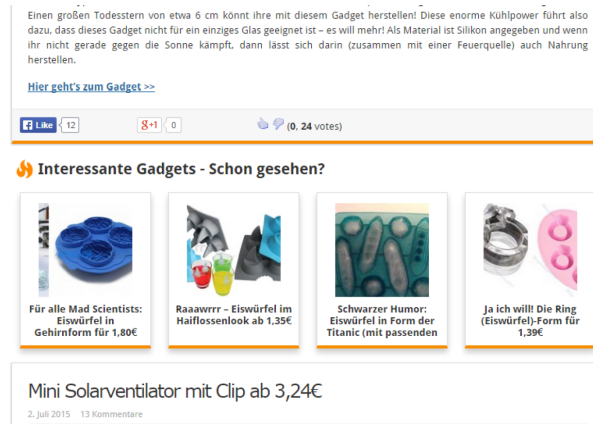 Einen großen Todesstern von etwa 6 cm könnt ihre mit diesem Gadget herstellen! Diese enorme Kühlpower führt also
dazu, dass dieses Gadget nicht für ein einziges Glas geeignet ist – es will mehr! Als Material ist Silikon angegeben und wenn
ihr nicht gerade gegen die Sonne kämpft, dann lässt sich darin (zusammen mit einer Feuerquelle) auch Nahrung
herstellen.
Hier geht's zum Gadget >>
Like 12 g+1 0 (0, 24 votes)
Interessante Gadgets - Schon gesehen?
Für alle Mad Scientists:
Eiswürfel in
Gehirnform für 1,80€
Raaawrrr – Eiswürfel im
Haiflossenlook ab 1,35€
Schwarzer Humor:
Eiswürfel in Form der
Titanic (mit passenden
Ja ich will! Die Ring
(Eiswürfel)-Form für
1,39€
Mini Solarventilator mit Clip ab 3,24€
2. Juli 2015 13 Kommentare